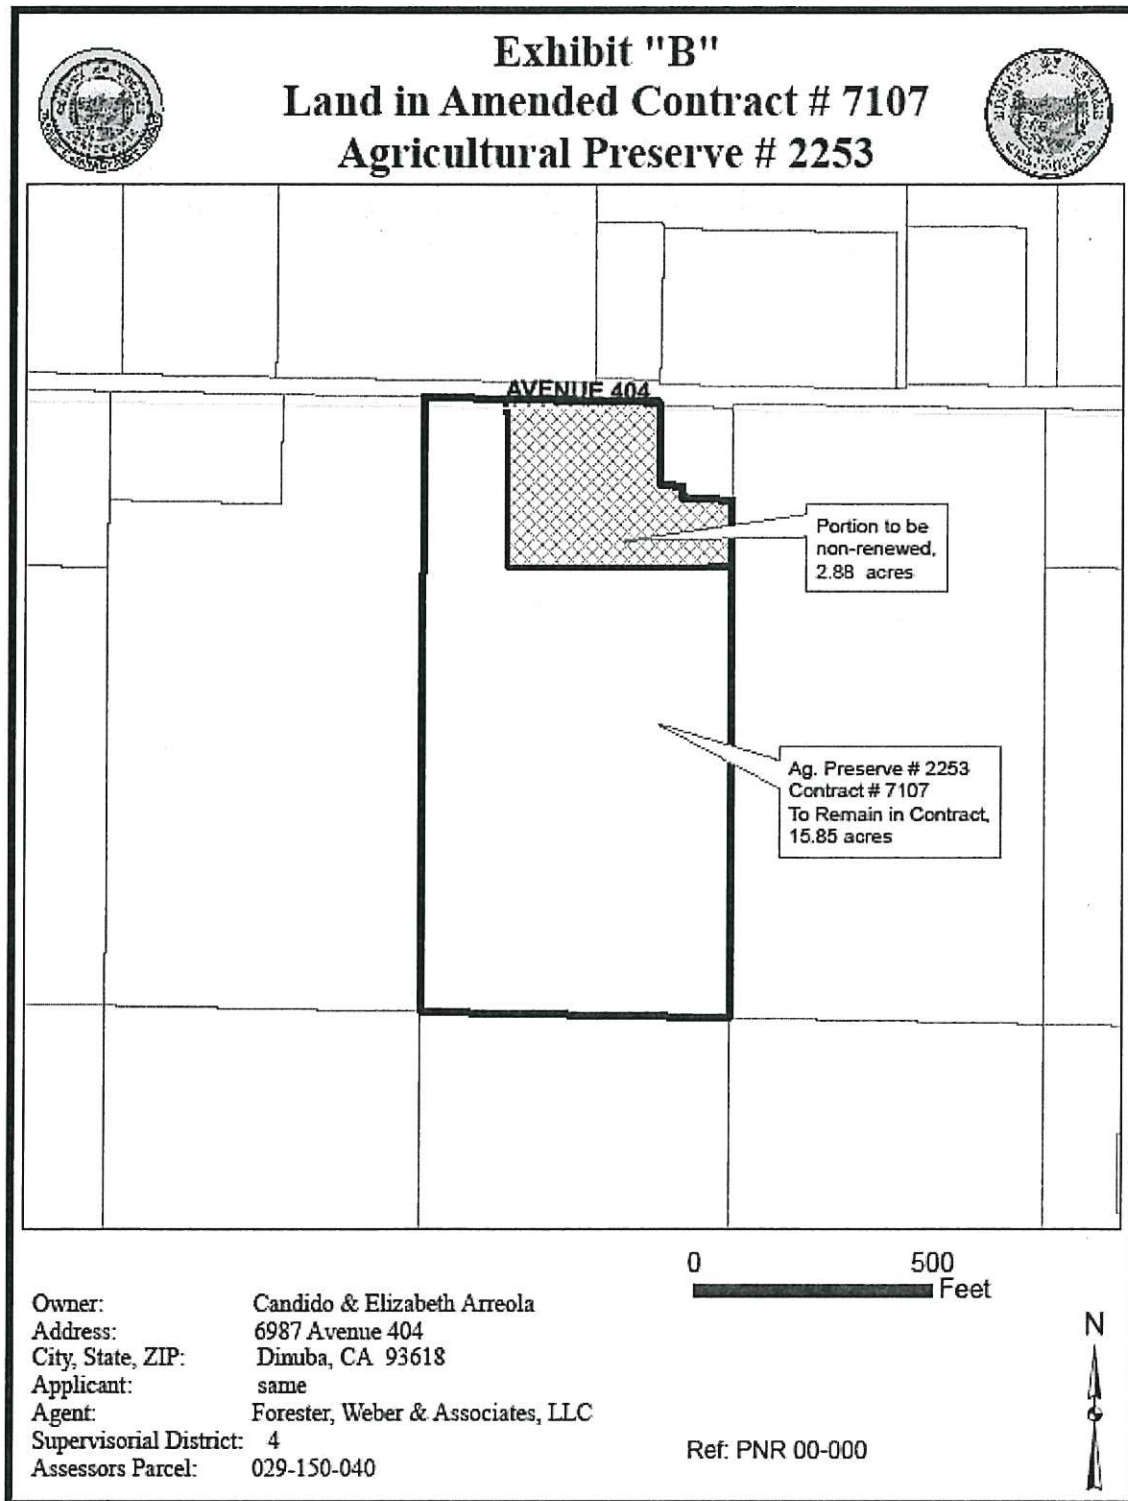 Exhibit "B"
Land in Amended Contract # 7107
Agricultural Preserve # 2253
AVENUE 404
Portion to be
non-renewed,
2.88 acres
Ag. Preserve # 2253
Contract # 7107
To Remain in Contract,
15.85 acres
0 500
Feet
Owner: Candido & Elizabeth Arreola
Address: 6987 Avenue 404
City, State, ZIP: Dinuba, CA 93618
Applicant: same
Agent: Forester, Weber & Associates, LLC
Supervisorial District: 4
Assessors Parcel: 029-150-040
Ref: PNR 00-000
N